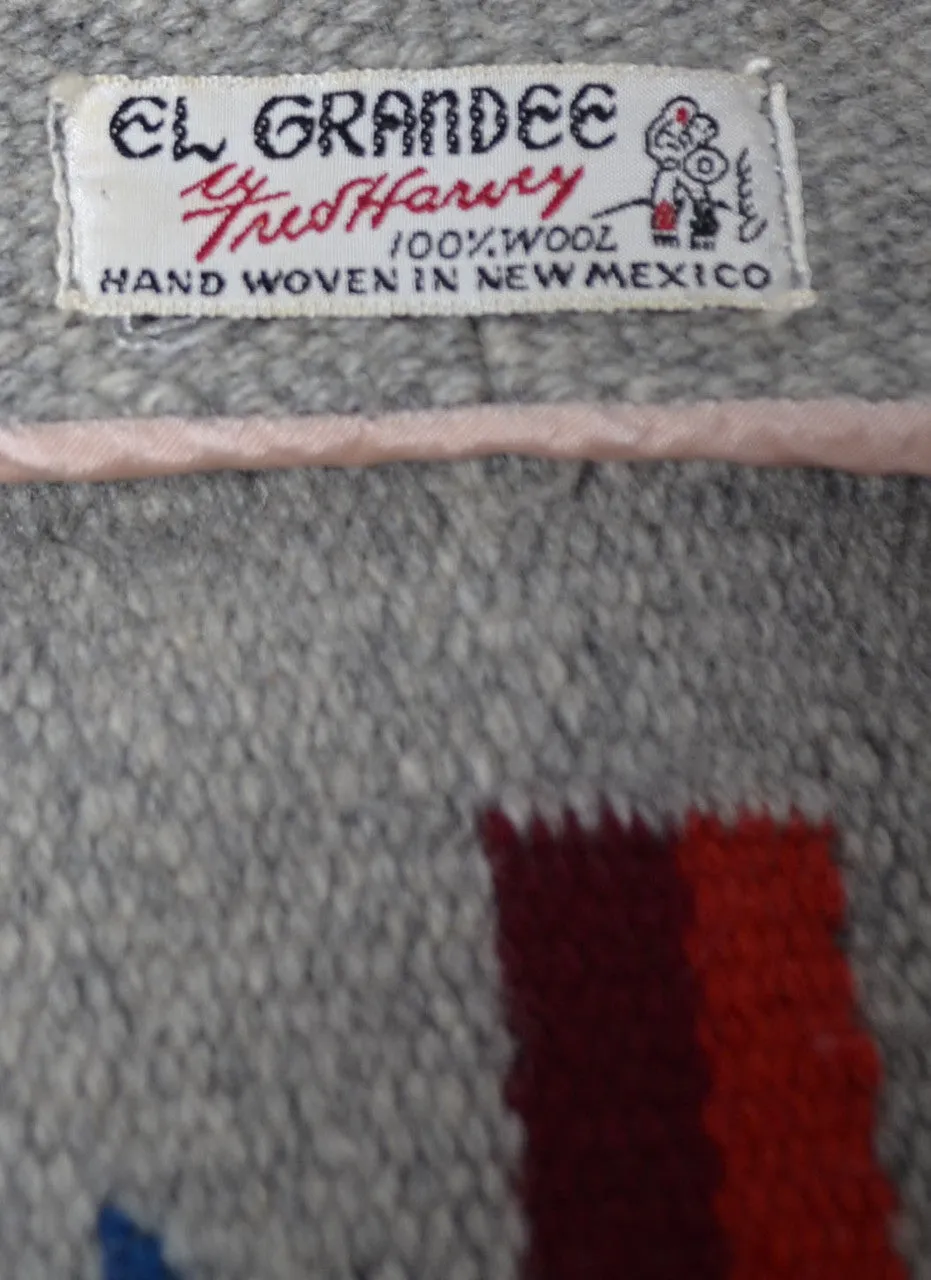 EL GRANDEE
by Fred Harvey
100% WOOL
HAND WOVEN IN NEW MEXICO